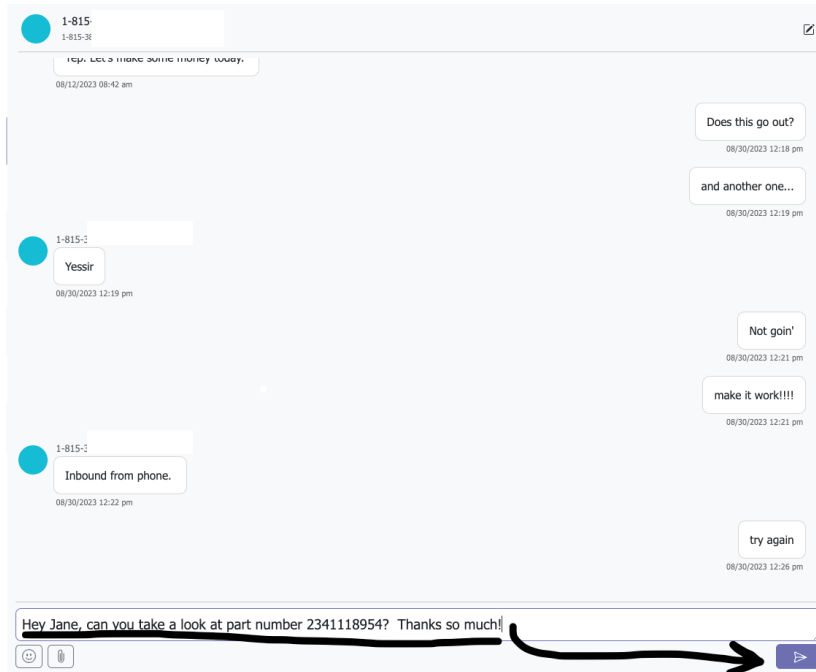 1-815-
1-815-38
Yep. Let's make some money today.
08/12/2023 08:42 am
Does this go out?
08/30/2023 12:18 pm
and another one...
08/30/2023 12:19 pm
1-815-3
Yessir
08/30/2023 12:19 pm
Not goin'
08/30/2023 12:21 pm
make it work!!!!
08/30/2023 12:21 pm
1-815-3
Inbound from phone.
08/30/2023 12:22 pm
try again
08/30/2023 12:26 pm
Hey Jane, can you take a look at part number 2341118954?  Thanks so much!